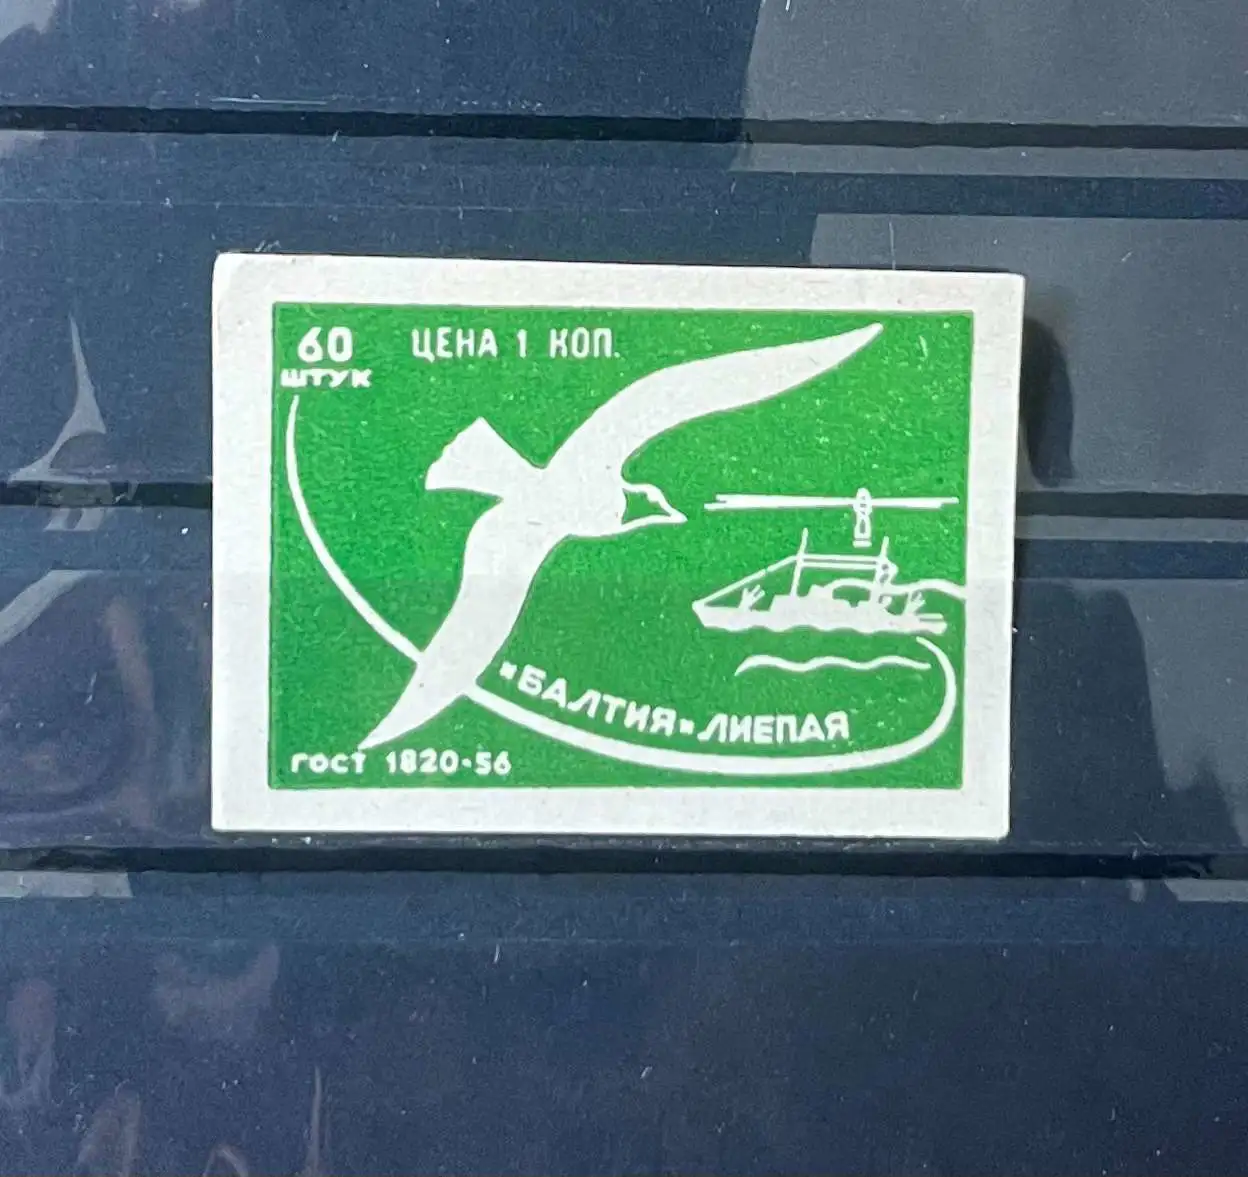 60 ЦЕНА 1 КОП.
ШТУК
"БАЛТИЯ" ЛИЕПАЯ
ГОСТ 1820-56